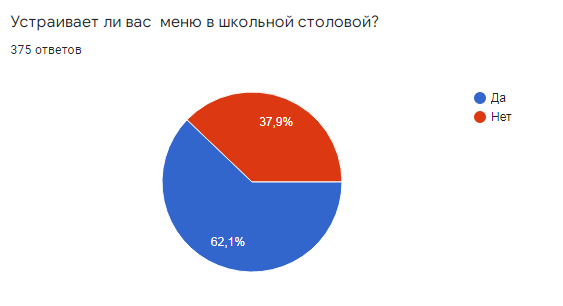 Устраивает ли вас  меню в школьной столовой?
375 ответов
Да
Нет
37,9%
62,1%